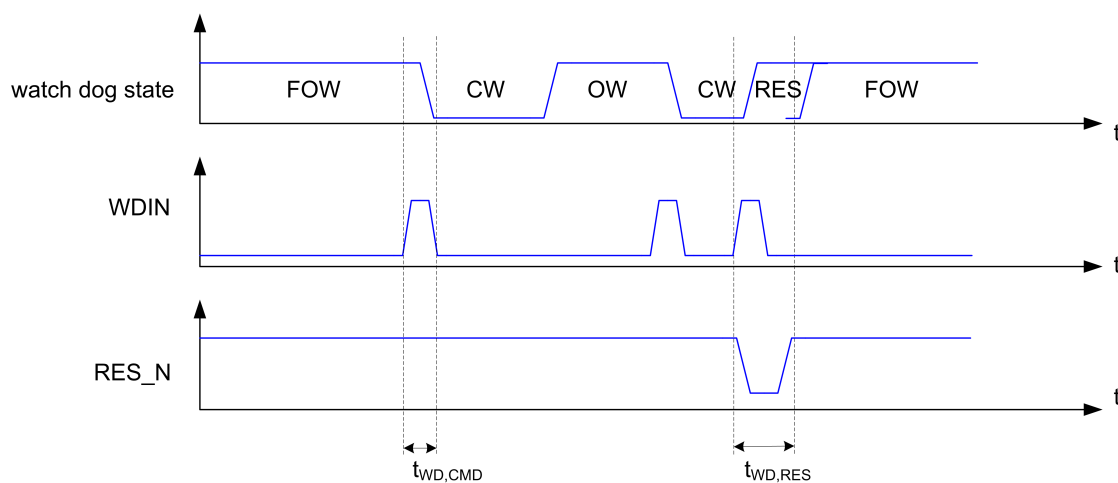 watch dog state FOW CW OW CW RES FOW
t
WDIN
t
RES_N
t
tWD,CMD tWD,RES